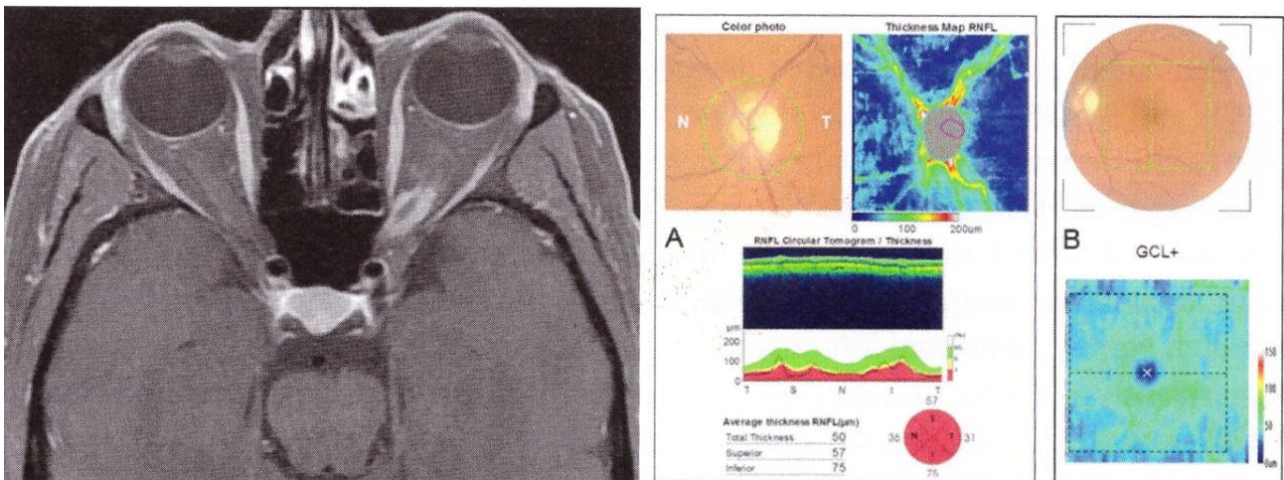 Color photo
Thickness Map RNFL
N
T
0 100 200um
A
RNFL Circular Tomogram / Thickness
µm
200
100
0
T S N I T
57
Average thickness RNFL(µm)
Total Thickness 50
Superior 57
Inferior 75
N
T
I
31
75
B
GCL+
150
100
50
0um